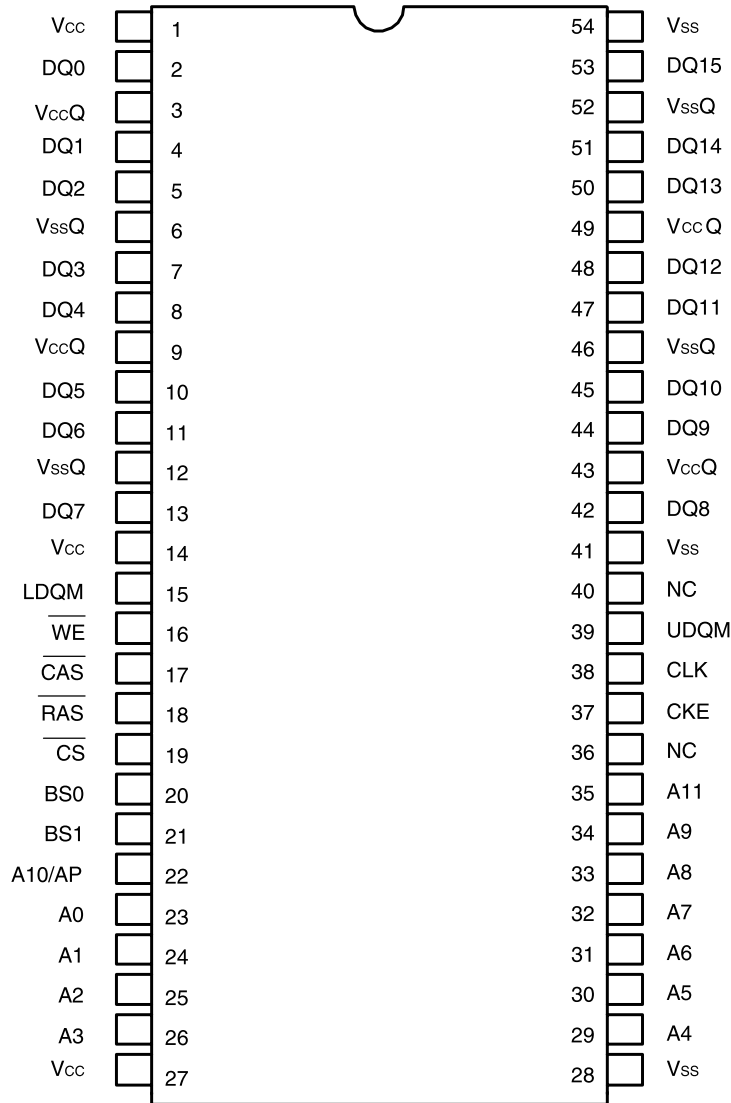 Vcc 1 54 Vss
DQ0 2 53 DQ15
VccQ 3 52 VssQ
DQ1 4 51 DQ14
DQ2 5 50 DQ13
VssQ 6 49 VccQ
DQ3 7 48 DQ12
DQ4 8 47 DQ11
VccQ 9 46 VssQ
DQ5 10 45 DQ10
DQ6 11 44 DQ9
VssQ 12 43 VccQ
DQ7 13 42 DQ8
Vcc 14 41 Vss
LDQM 15 40 NC
W̅E̅ 16 39 UDQM
C̅A̅S̅ 17 38 CLK
R̅A̅S̅ 18 37 CKE
C̅S̅ 19 36 NC
BS0 20 35 A11
BS1 21 34 A9
A10/AP 22 33 A8
A0 23 32 A7
A1 24 31 A6
A2 25 30 A5
A3 26 29 A4
Vcc 27 28 Vss